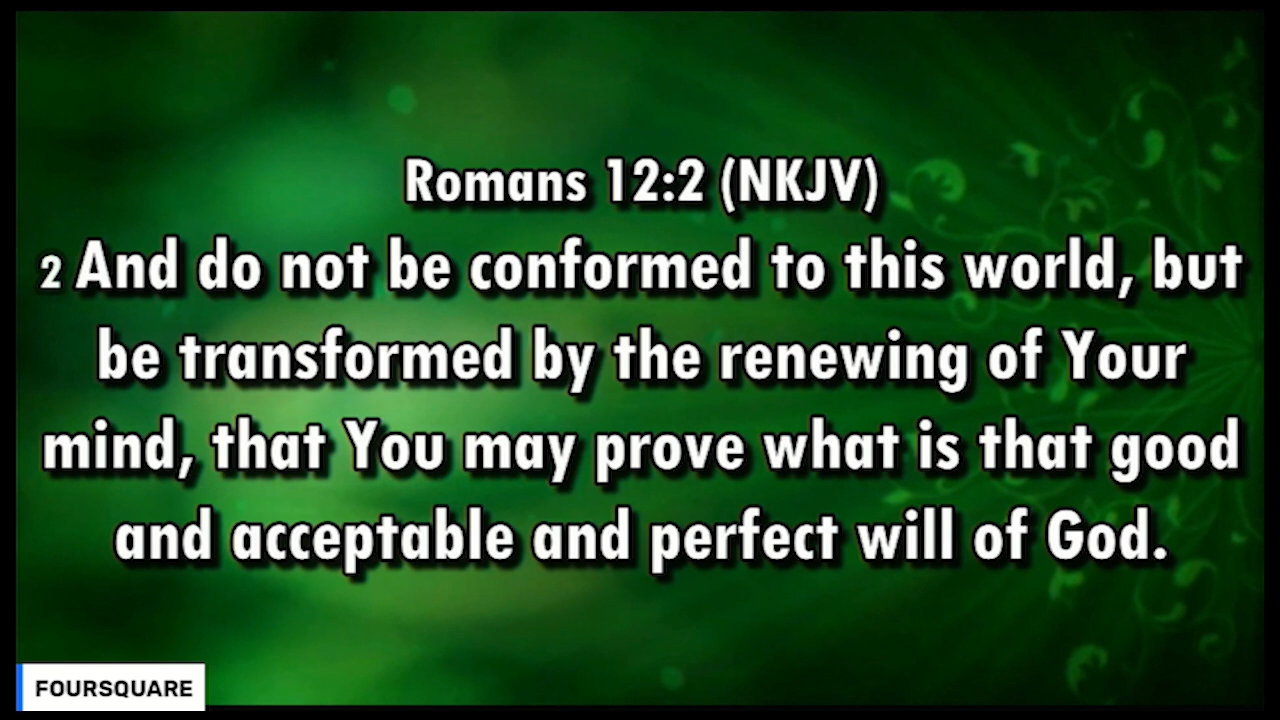 Romans 12:2 (NKJV)
2 And do not be conformed to this world, but
be transformed by the renewing of Your
mind, that You may prove what is that good
and acceptable and perfect will of God.
FOURSQUARE